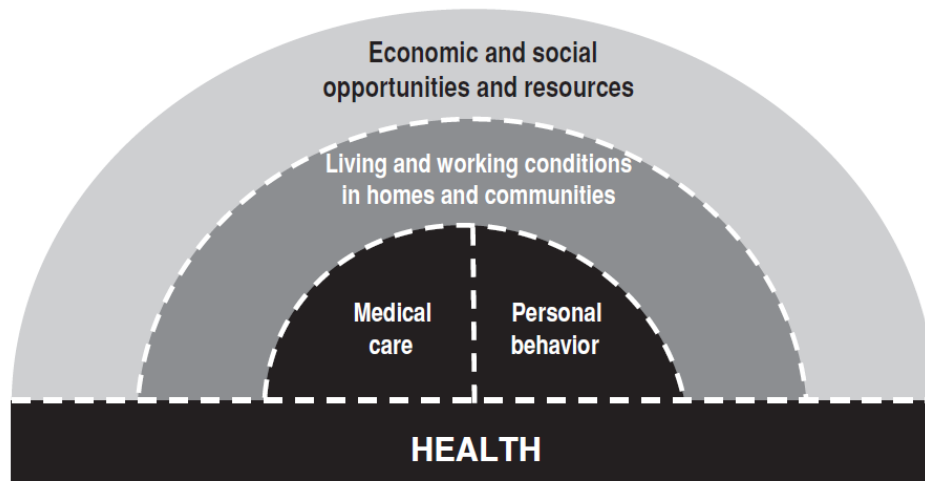 Economic and social
opportunities and resources
Living and working conditions
in homes and communities
Medical
care
Personal
behavior
HEALTH